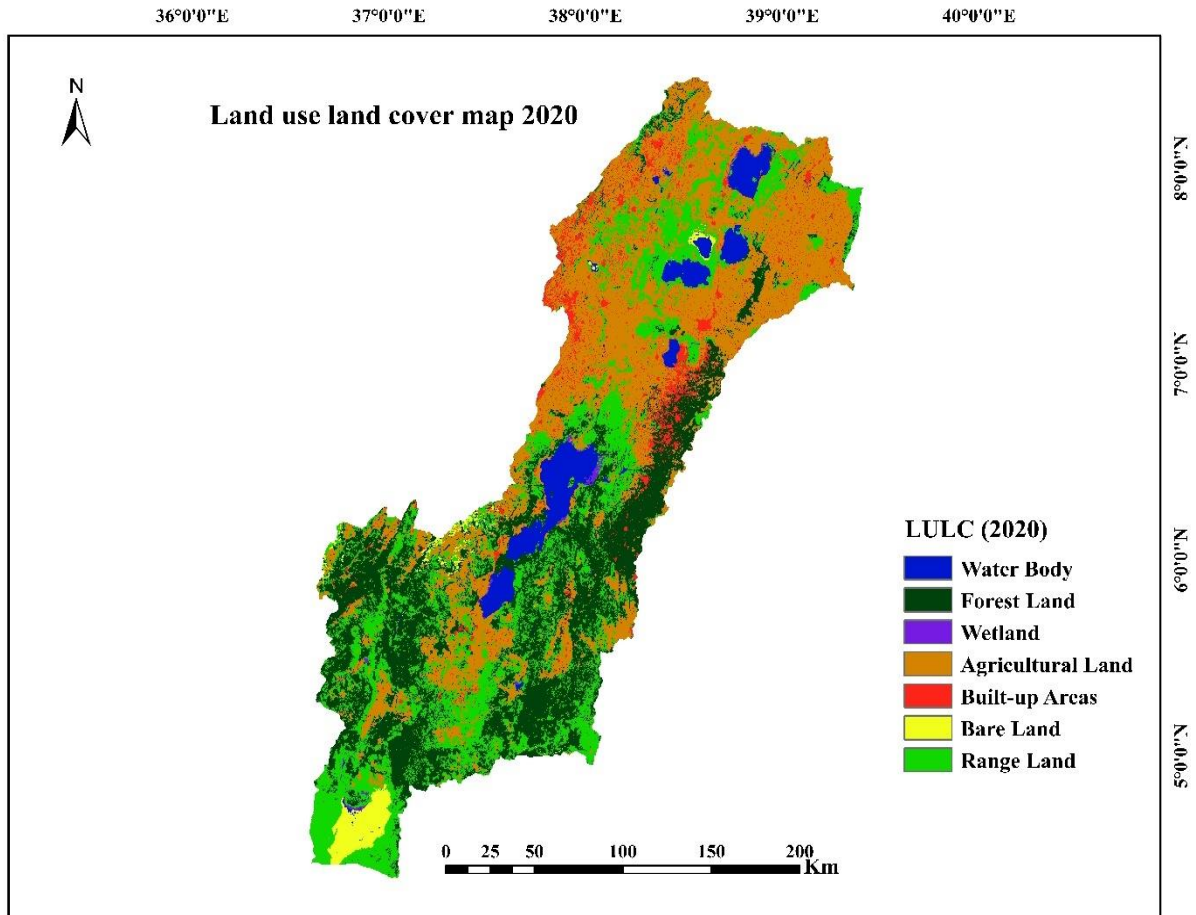 36°0'0"E 37°0'0"E 38°0'0"E 39°0'0"E 40°0'0"E
N
Land use land cover map 2020
8°0'0"N
7°0'0"N
6°0'0"N
5°0'0"N
LULC (2020)
Water Body
Forest Land
Wetland
Agricultural Land
Built-up Areas
Bare Land
Range Land
0 25 50 100 150 200
Km